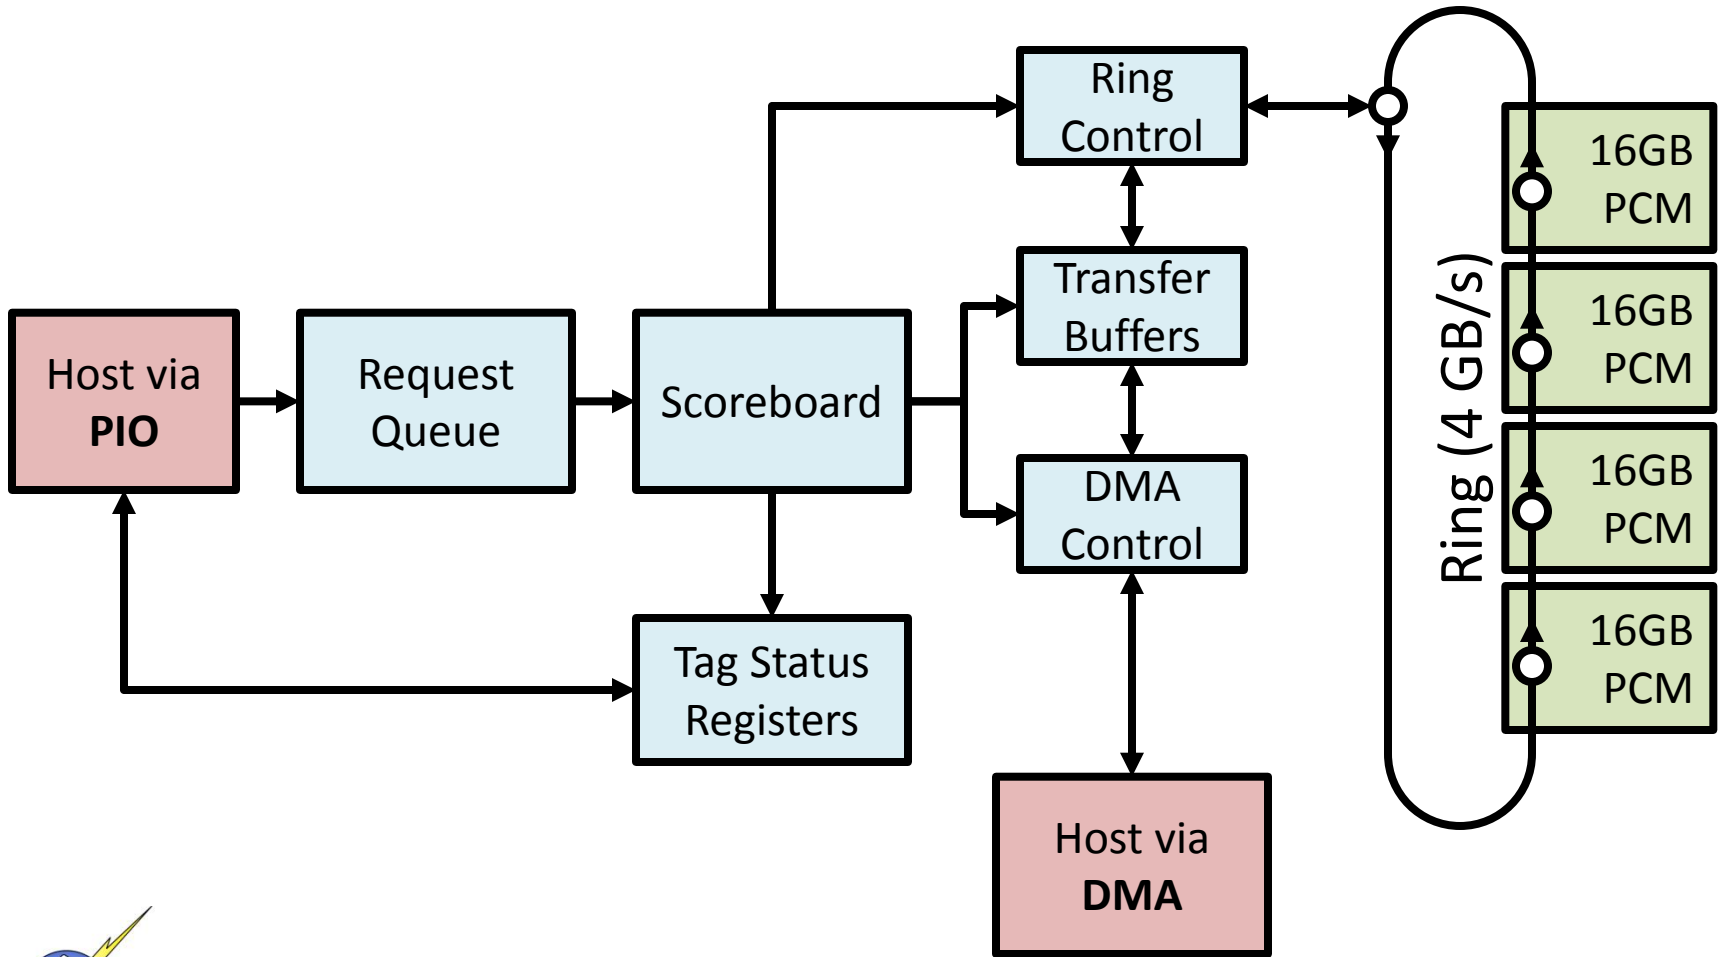 Ring
Control
16GB
PCM
Transfer
Buffers
16GB
PCM
Ring (4 GB/s)
Host via
PIO
Request
Queue
Scoreboard
16GB
PCM
DMA
Control
16GB
PCM
Tag Status
Registers
Host via
DMA